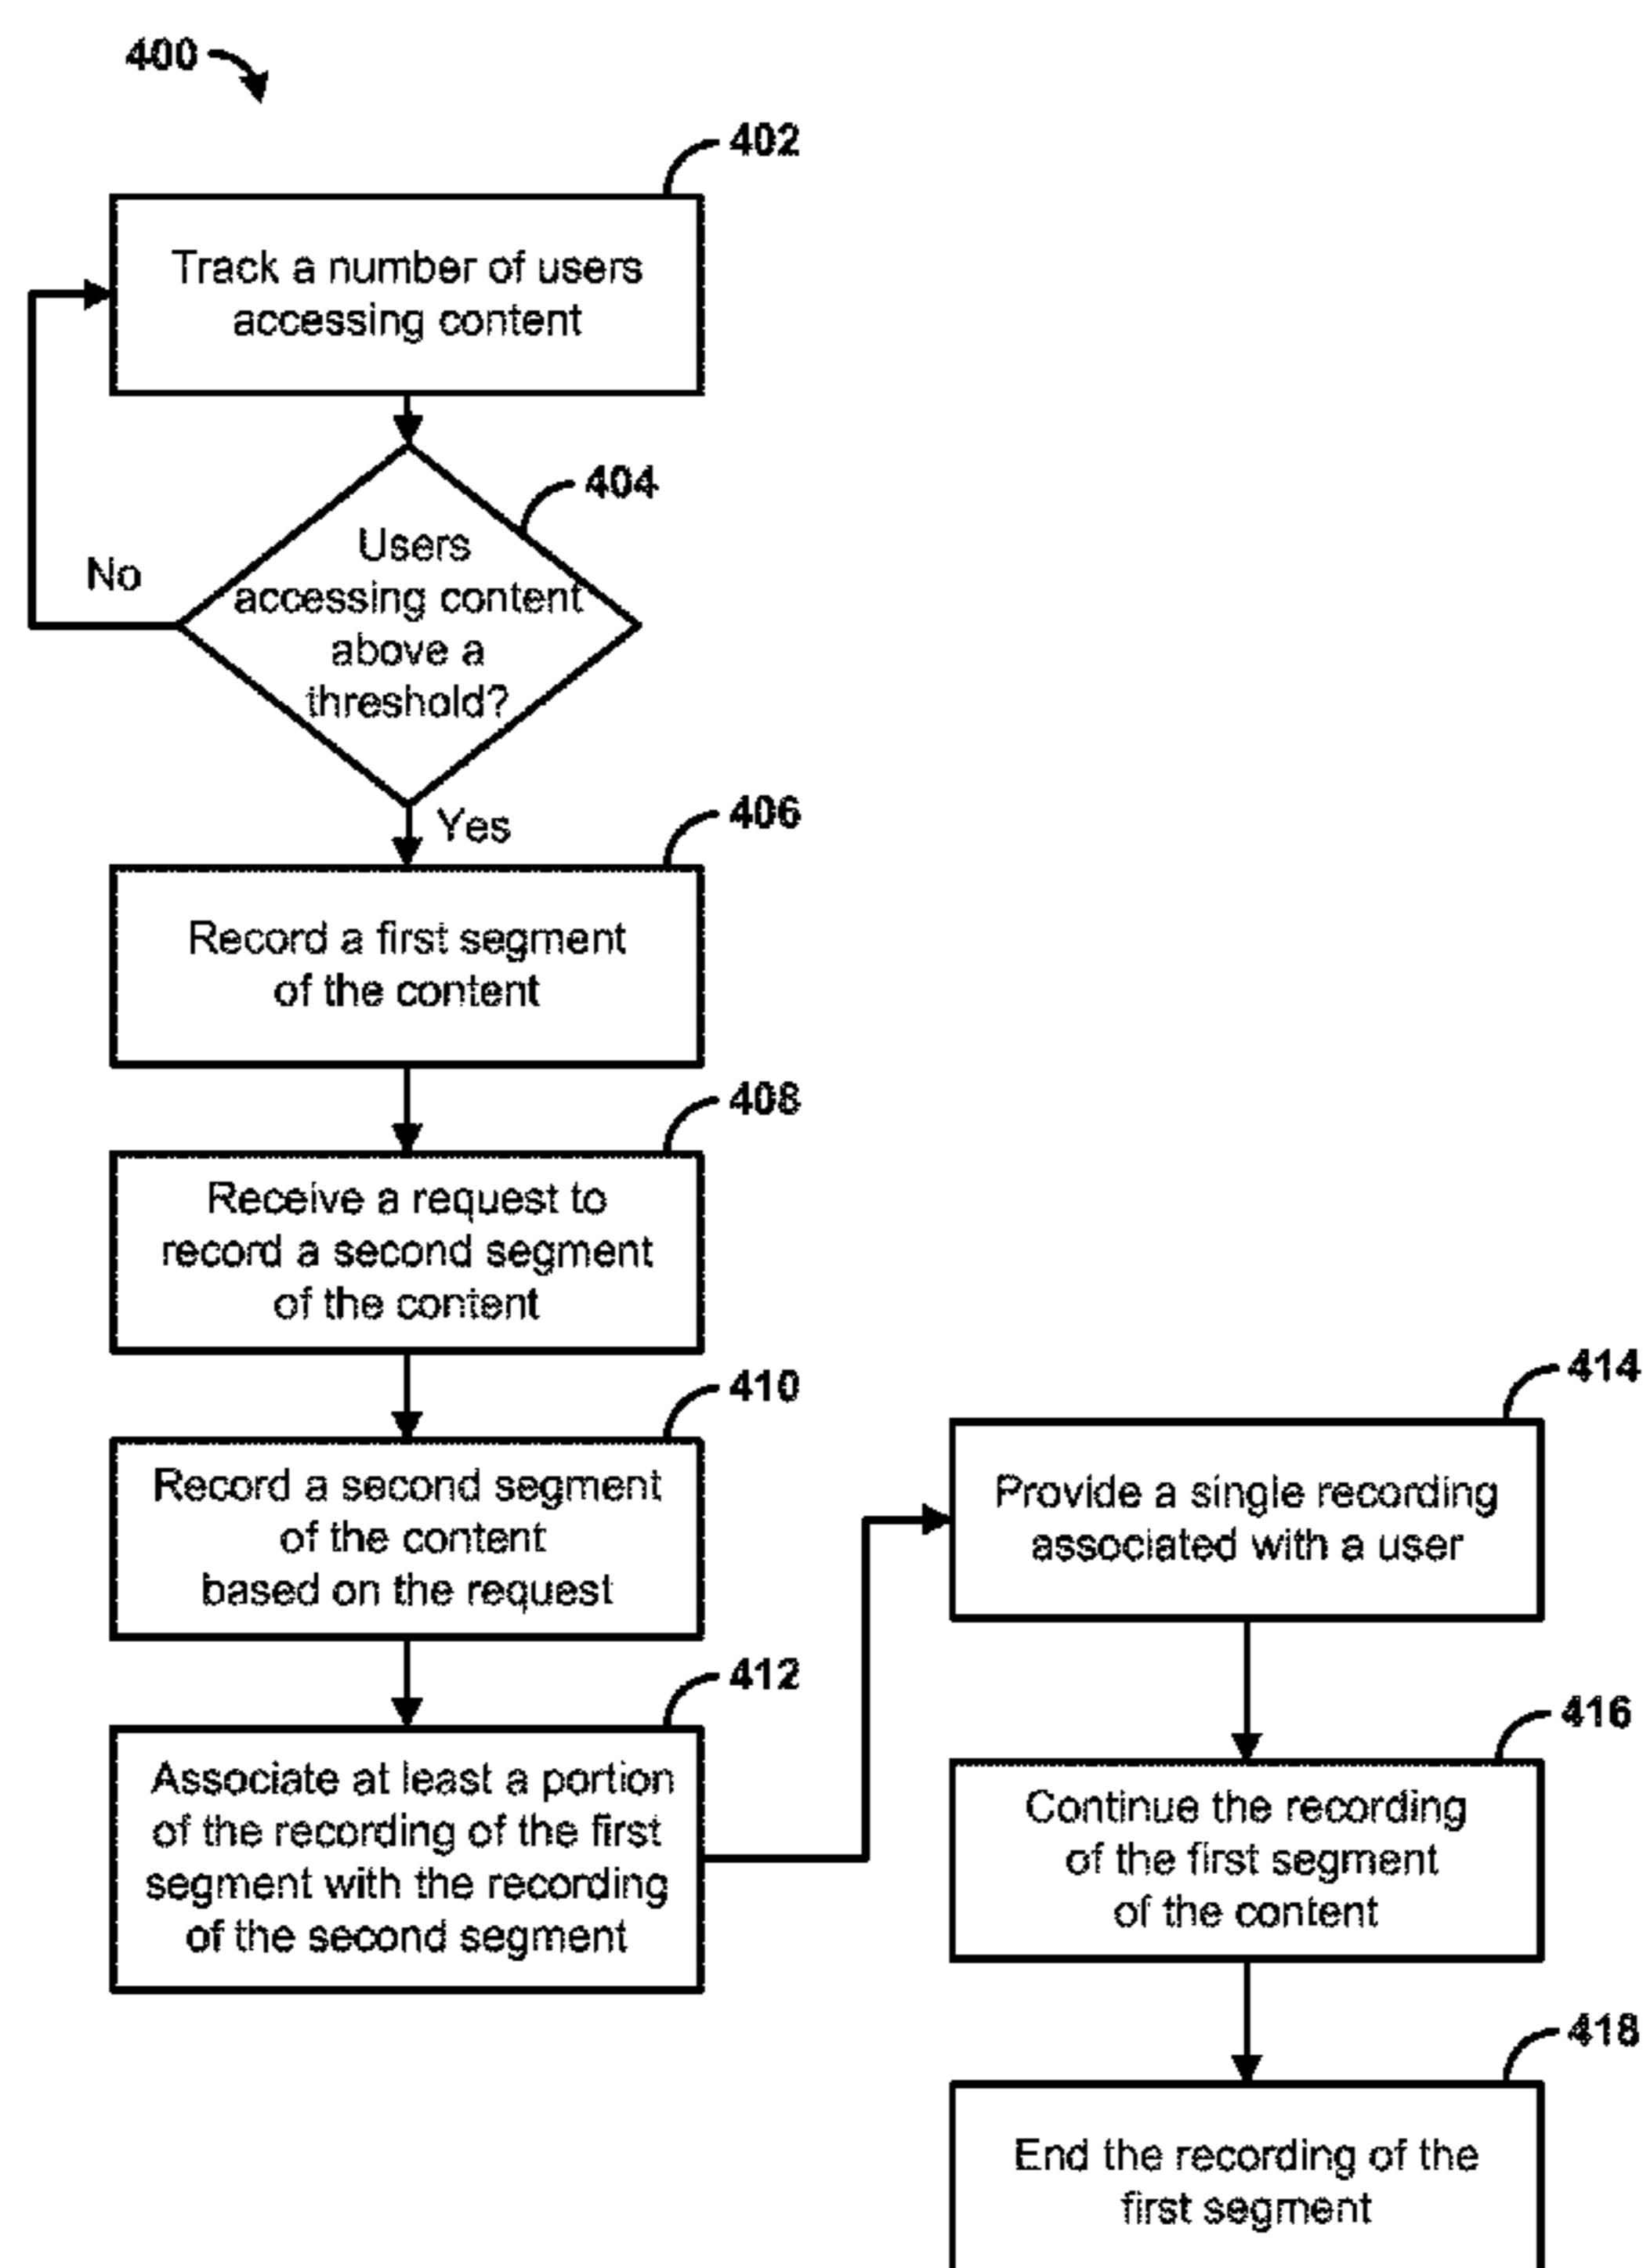 400
402
Track a number of users
accessing content
404
Users
accessing content
above a
threshold?
No
Yes
406
Record a first segment
of the content
408
Receive a request to
record a second segment
of the content
410
Record a second segment
of the content
based on the request
412
Associate at least a portion
of the recording of the first
segment with the recording
of the second segment
414
Provide a single recording
associated with a user
416
Continue the recording
of the first segment
of the content
418
End the recording of the
first segment